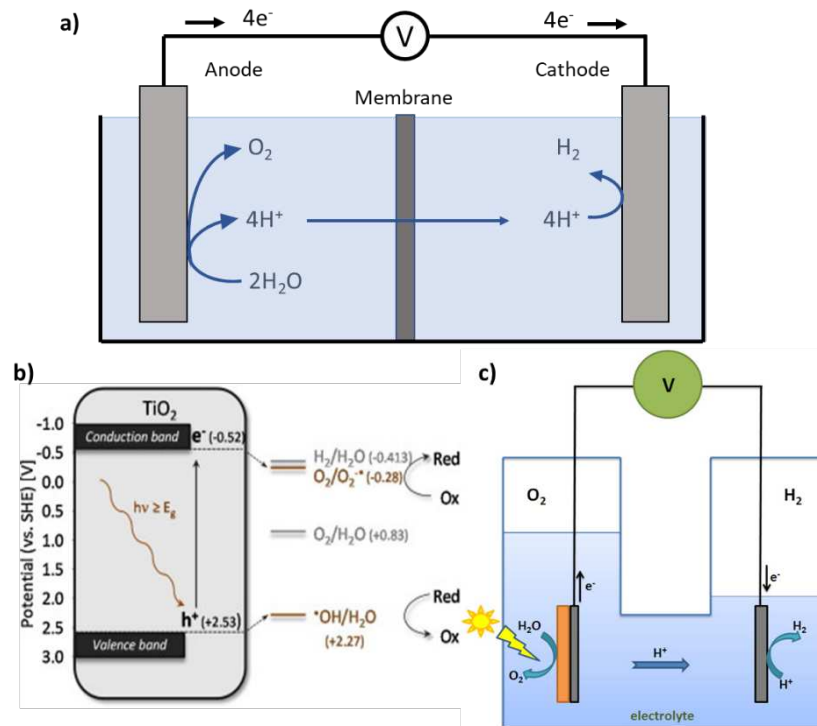 a)
4e⁻
V
4e⁻
Anode
Cathode
Membrane
O₂
H₂
4H⁺
4H⁺
2H₂O
b)
TiO₂
Potential (vs. SHE) [V]
-1.0
-0.5
0.0
0.5
1.0
1.5
2.0
2.5
3.0
Conduction band
e⁻ (-0.52)
hν ≥ E₉
h⁺ (+2.53)
Valence band
H₂/H₂O (-0.413)
O₂/O₂⁻• (-0.28)
Red
Ox
O₂/H₂O (+0.83)
•OH/H₂O
(+2.27)
Red
Ox
c)
V
O₂
H₂
e⁻
e⁻
H₂O
O₂
H⁺
H₂
H⁺
electrolyte